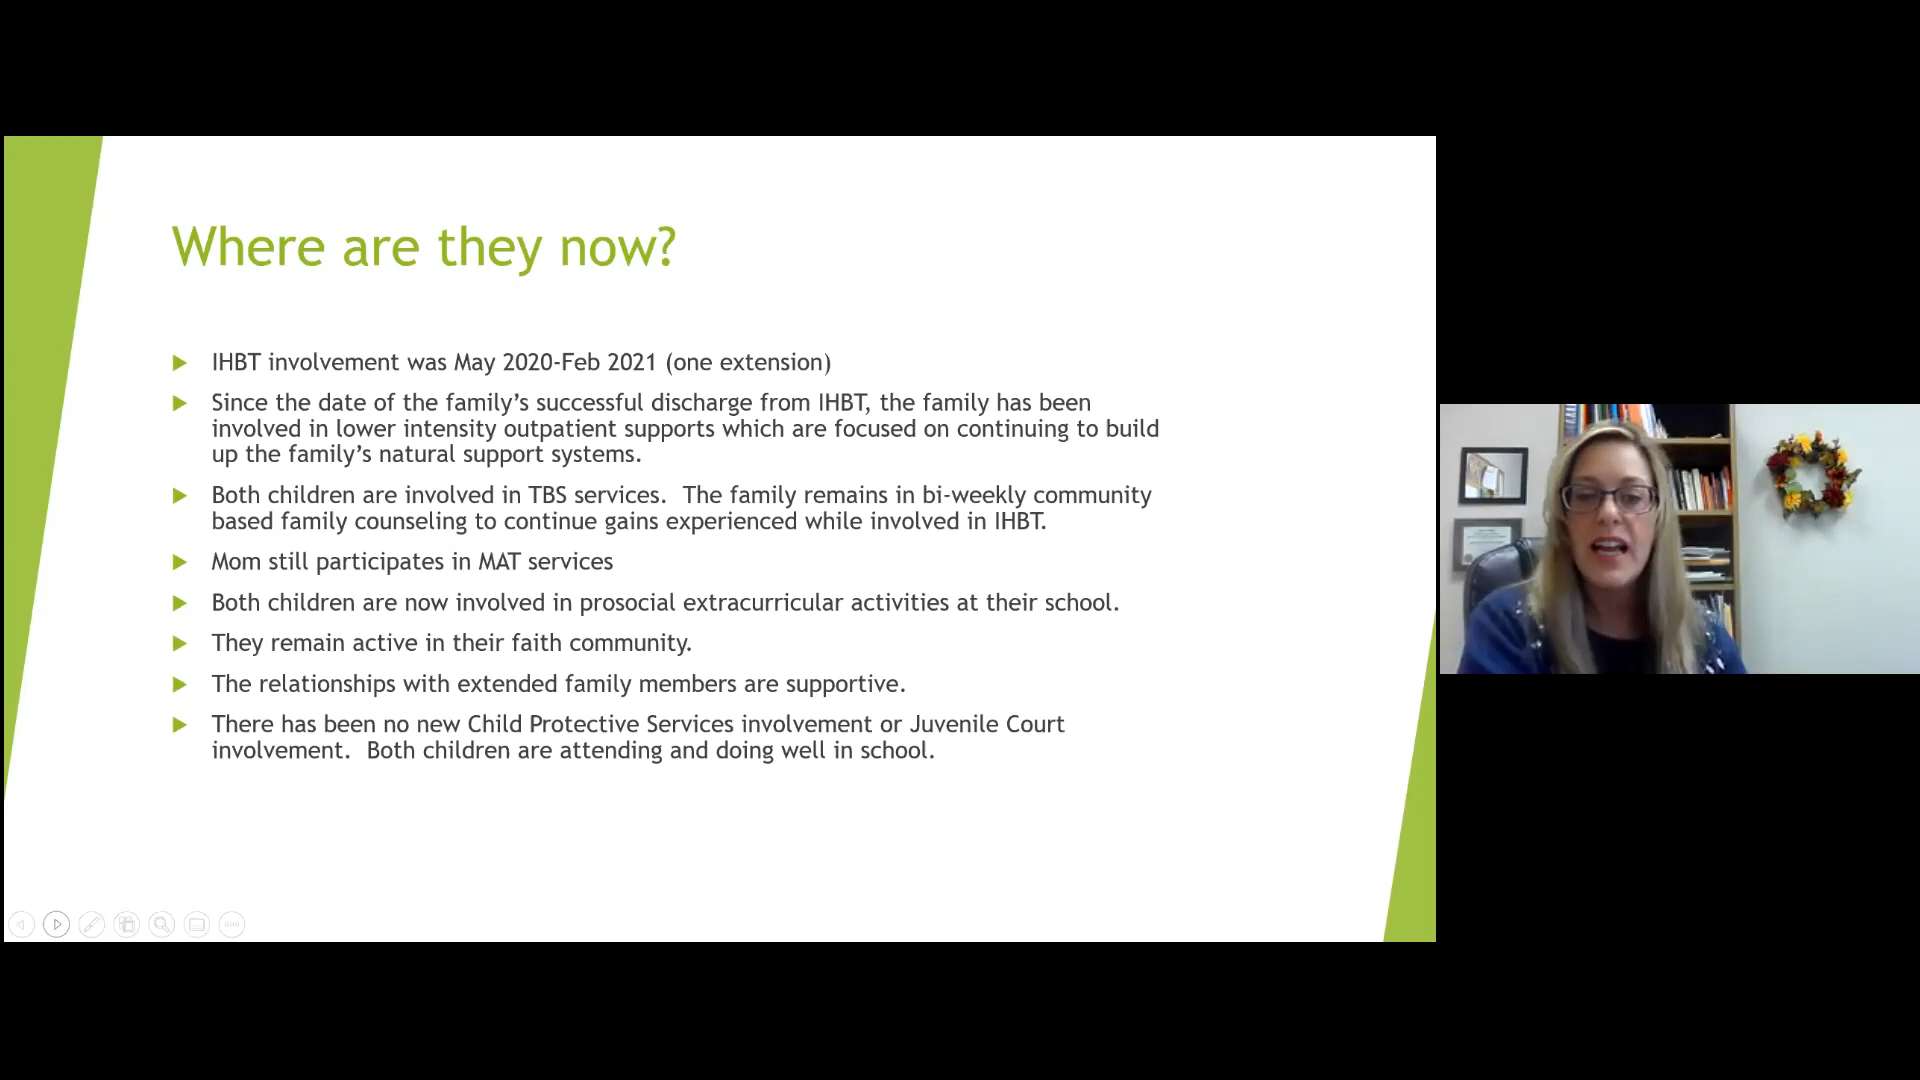 Where are they now?
IHBT involvement was May 2020-Feb 2021 (one extension)
Since the date of the family’s successful discharge from IHBT, the family has been
involved in lower intensity outpatient supports which are focused on continuing to build
up the family’s natural support systems.
Both children are involved in TBS services.  The family remains in bi-weekly community
based family counseling to continue gains experienced while involved in IHBT.
Mom still participates in MAT services
Both children are now involved in prosocial extracurricular activities at their school.
They remain active in their faith community.
The relationships with extended family members are supportive.
There has been no new Child Protective Services involvement or Juvenile Court
involvement.  Both children are attending and doing well in school.